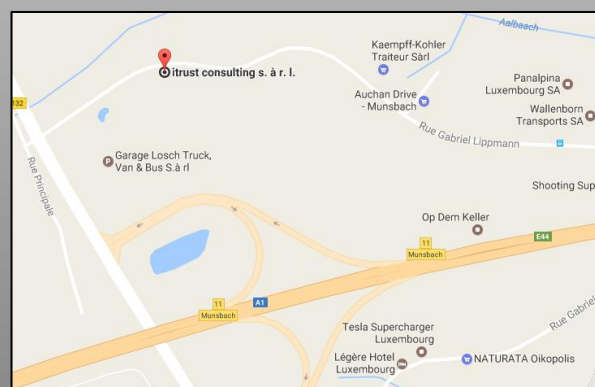 Aalbaach
Kaempff-Kohler
Traiteur Sàrl
itrust consulting s. à r. l.
Panalpina
Luxembourg SA
Auchan Drive
- Munsbach
132
Wallenborn
Transports SA
Rue Gabriel Lippmann
Rue Principale
P
Garage Losch Truck,
Van & Bus S.à rl
Shooting Sup
Op Dem Keller
11
Munsbach
E44
11
Munsbach
A1
Rue Gabriel
Tesla Supercharger
Luxembourg
Légère Hotel
Luxembourg
NATURATA Oikopolis